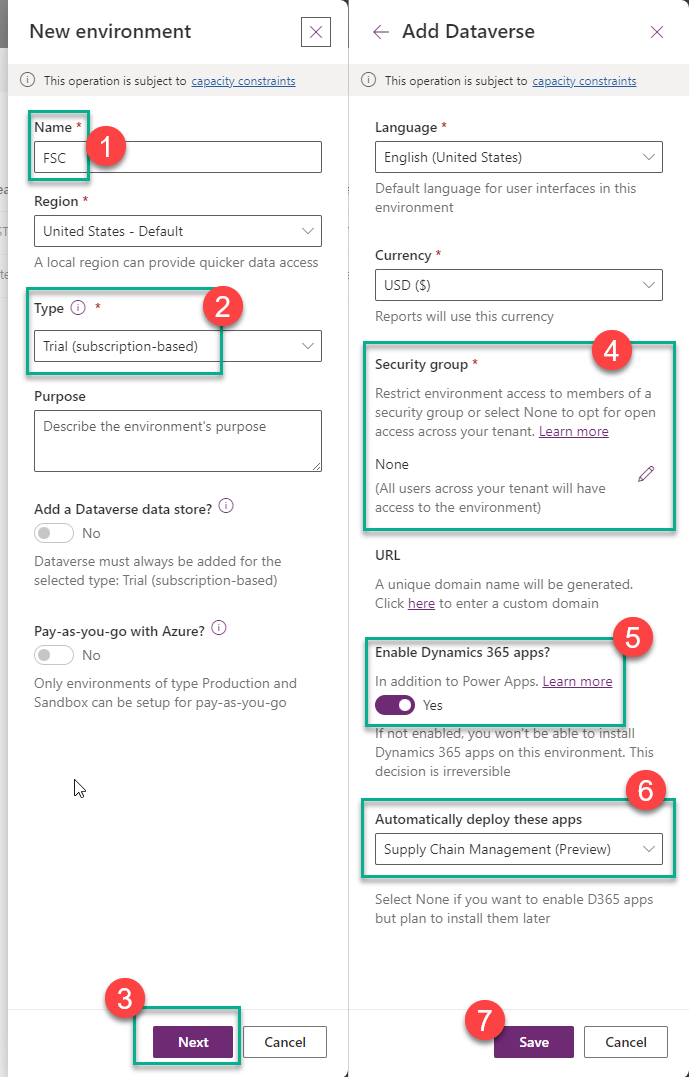 New environment
This operation is subject to capacity constraints
Name *
1
FSC
Region *
United States - Default
A local region can provide quicker data access
2
Type *
Trial (subscription-based)
Purpose
Describe the environment's purpose
Add a Dataverse data store?
No
Dataverse must always be added for the
selected type: Trial (subscription-based)
Pay-as-you-go with Azure?
No
Only environments of type Production and
Sandbox can be setup for pay-as-you-go
3
Next
Cancel
Add Dataverse
This operation is subject to capacity constraints
Language *
English (United States)
Default language for user interfaces in this
environment
Currency *
USD ($)
Reports will use this currency
4
Security group *
Restrict environment access to members of a
security group or select None to opt for open
access across your tenant. Learn more
None
(All users across your tenant will have
access to the environment)
URL
A unique domain name will be generated.
Click here to enter a custom domain
5
Enable Dynamics 365 apps?
In addition to Power Apps. Learn more
Yes
If not enabled, you won't be able to install
Dynamics 365 apps on this environment. This
decision is irreversible
6
Automatically deploy these apps
Supply Chain Management (Preview)
Select None if you want to enable D365 apps
but plan to install them later
7
Save
Cancel